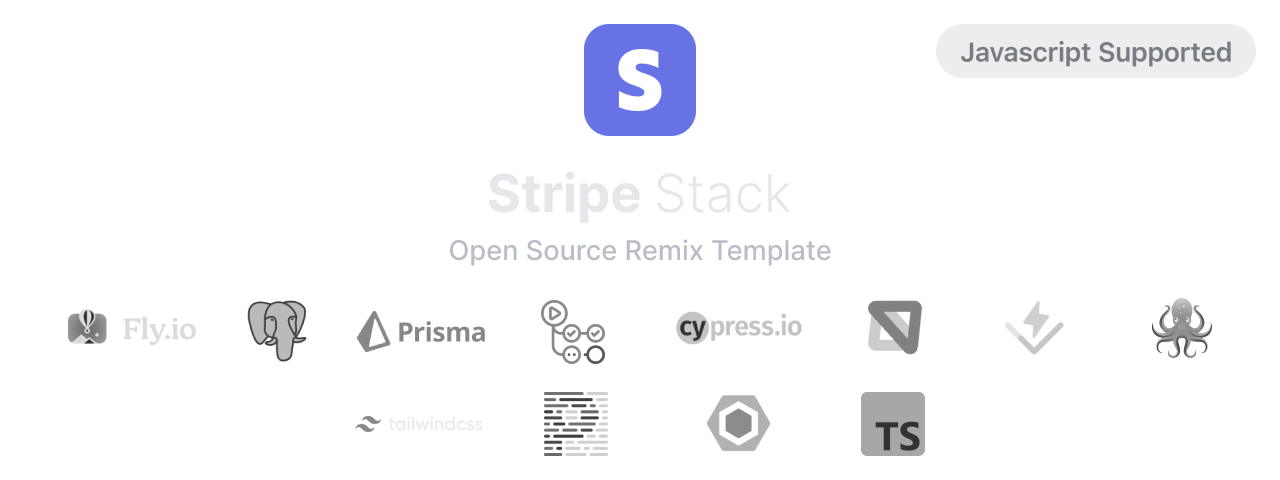 Javascript Supported
S
Stripe Stack
Open Source Remix Template
Fly.io
Prisma
cypress.io
tailwindcss
TS